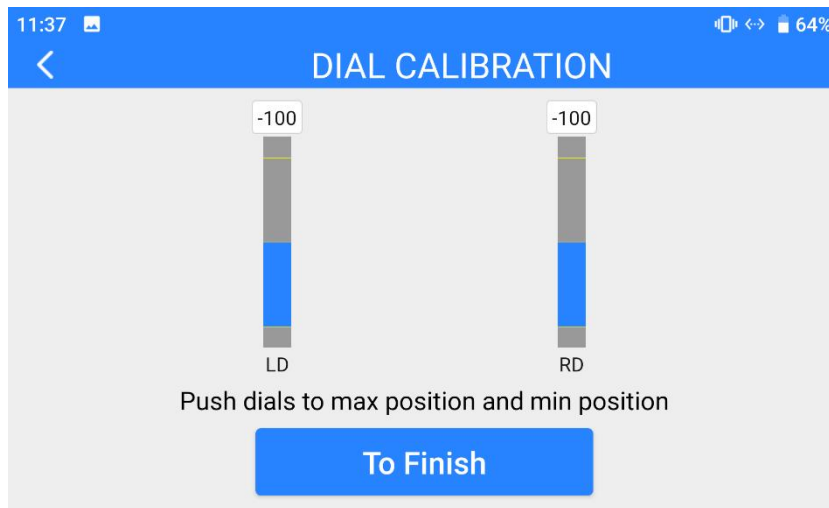 11:37 64%
DIAL CALIBRATION
-100 -100
LD RD
Push dials to max position and min position
To Finish